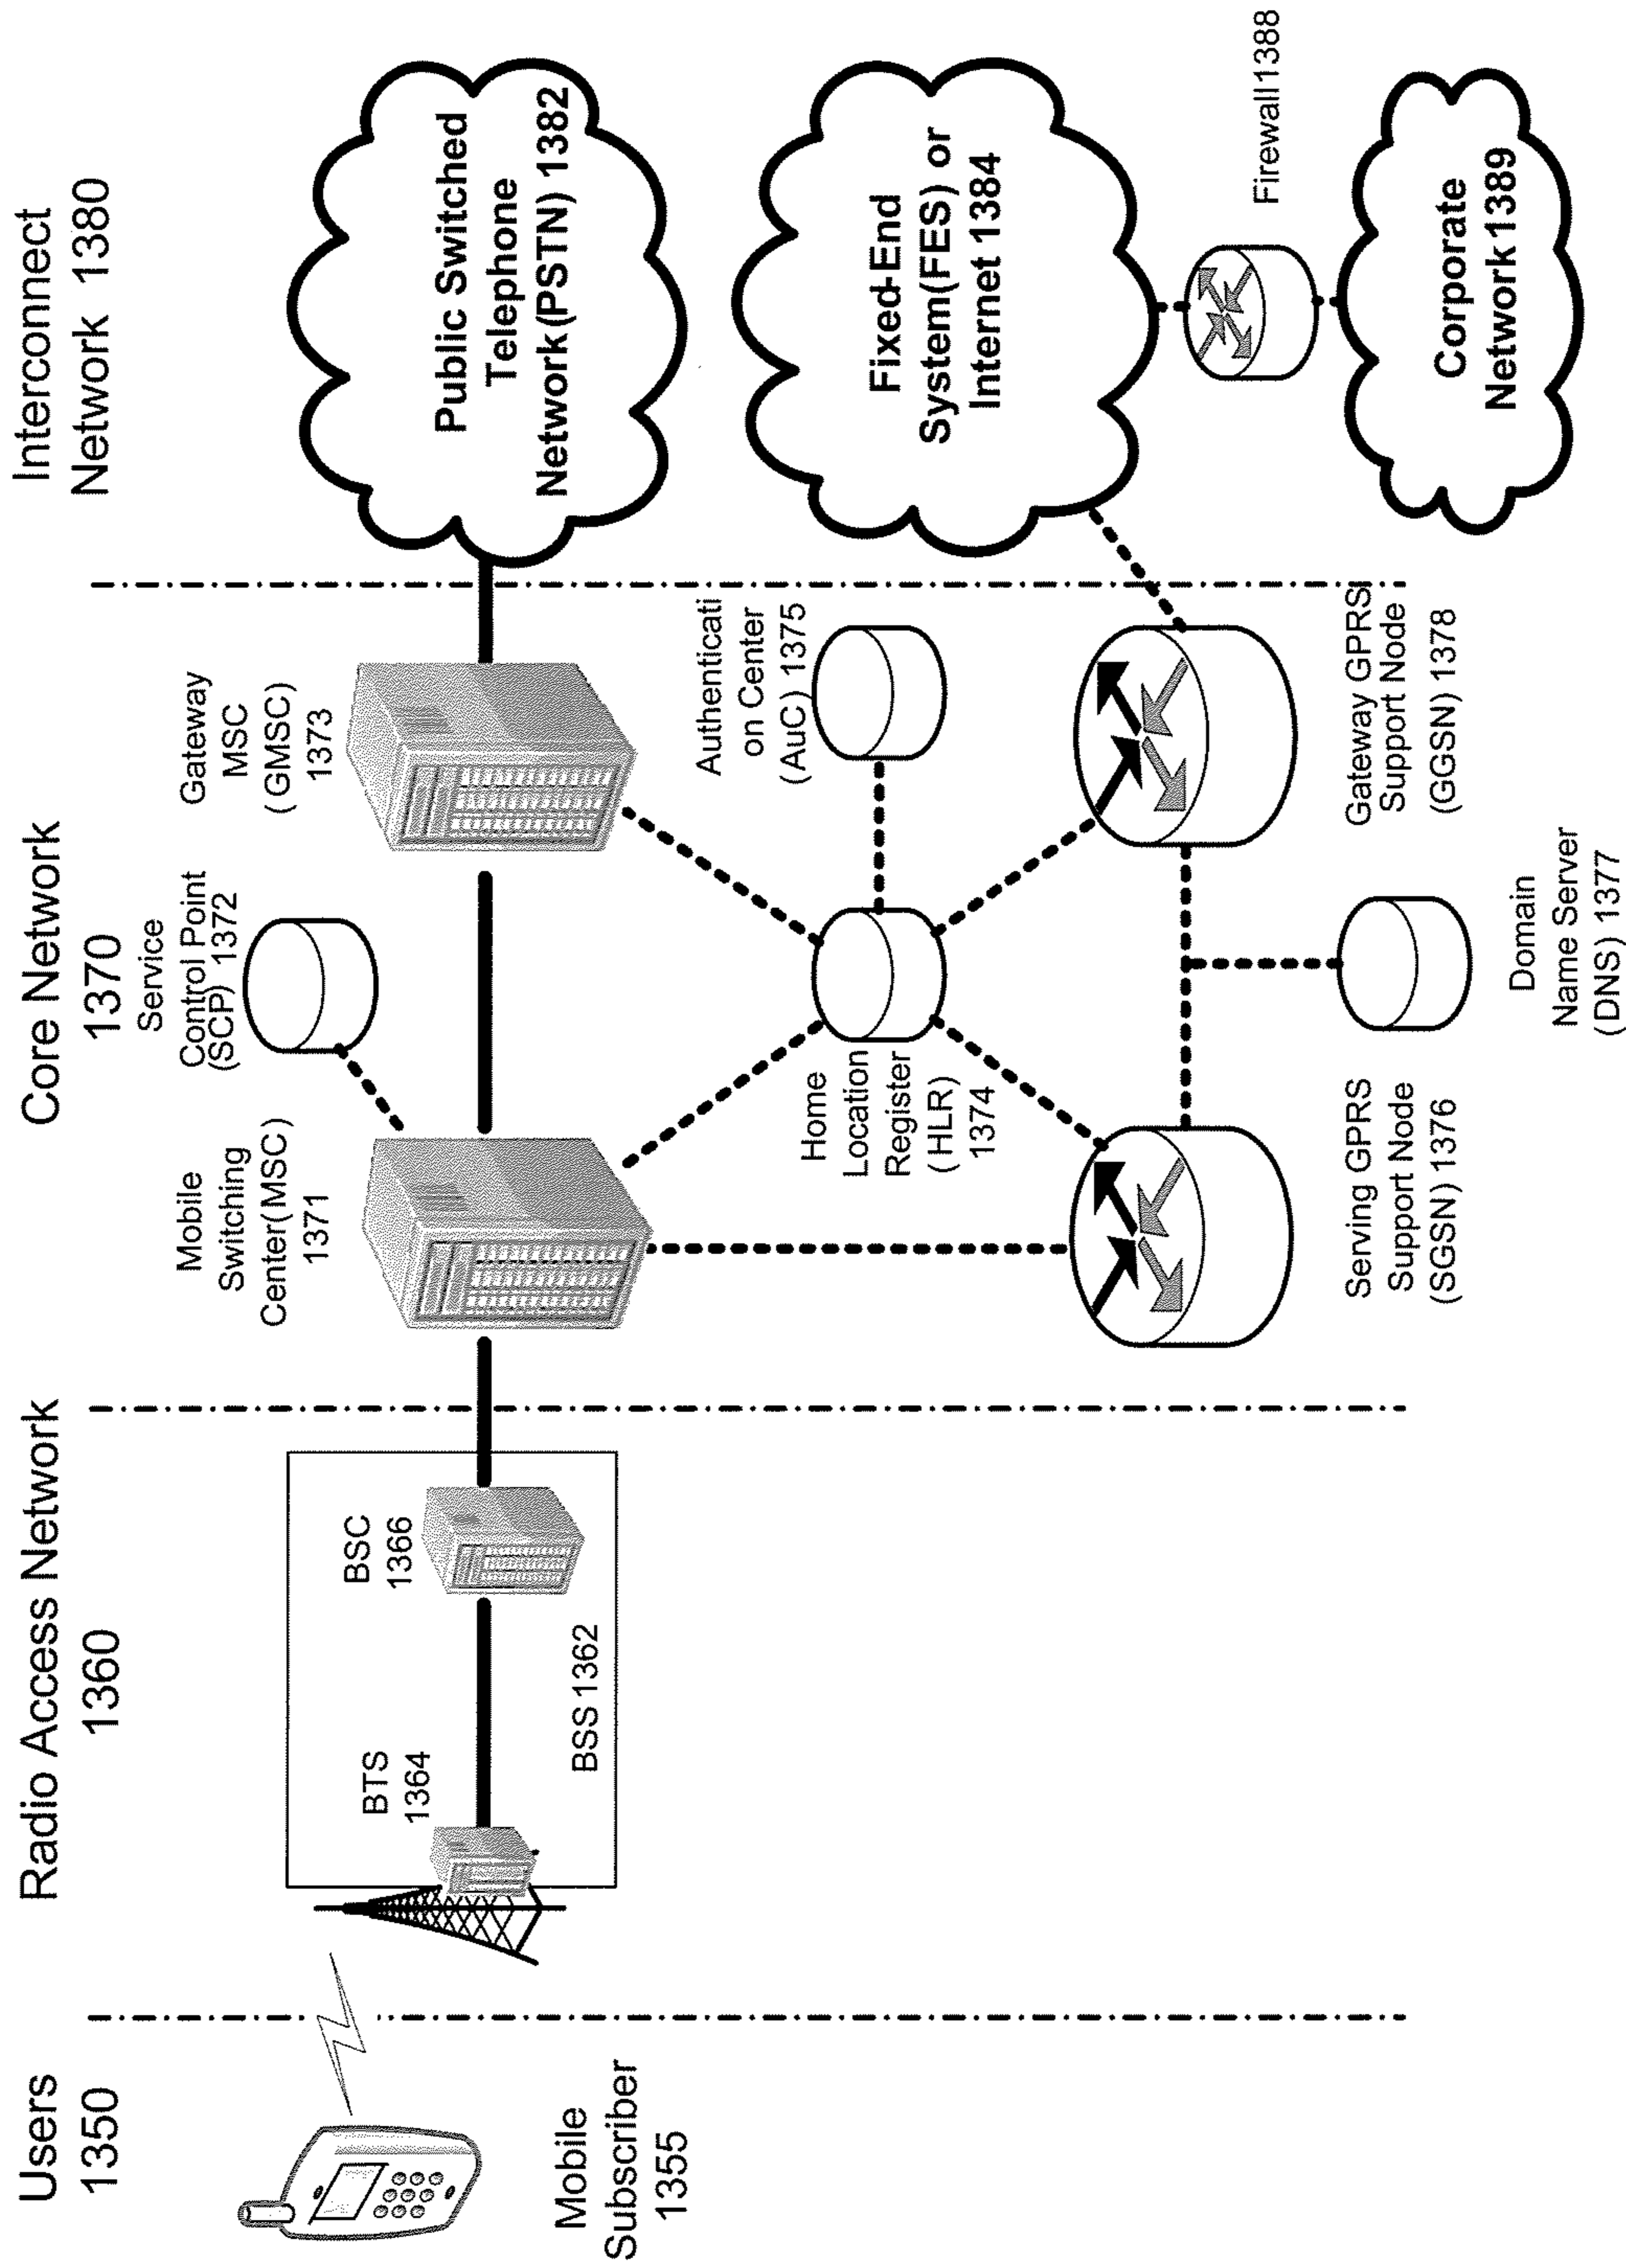 Users
1350
Radio Access Network
1360
Core Network
1370
Interconnect
Network 1380
Mobile
Subscriber
1355
BTS
1364
BSC
1366
BSS 1362
Mobile
Switching
Center(MSC)
1371
Service
Control Point
(SCP) 1372
Gateway
MSC
(GMSC)
1373
Home
Location
Register
(HLR)
1374
Authenticati
on Center
(AuC) 1375
Serving GPRS
Support Node
(SGSN) 1376
Domain
Name Server
(DNS) 1377
Gateway GPRS
Support Node
(GGSN) 1378
Public Switched
Telephone
Network(PSTN) 1382
Fixed-End
System(FES) or
Internet 1384
Firewall1388
Corporate
Network1389